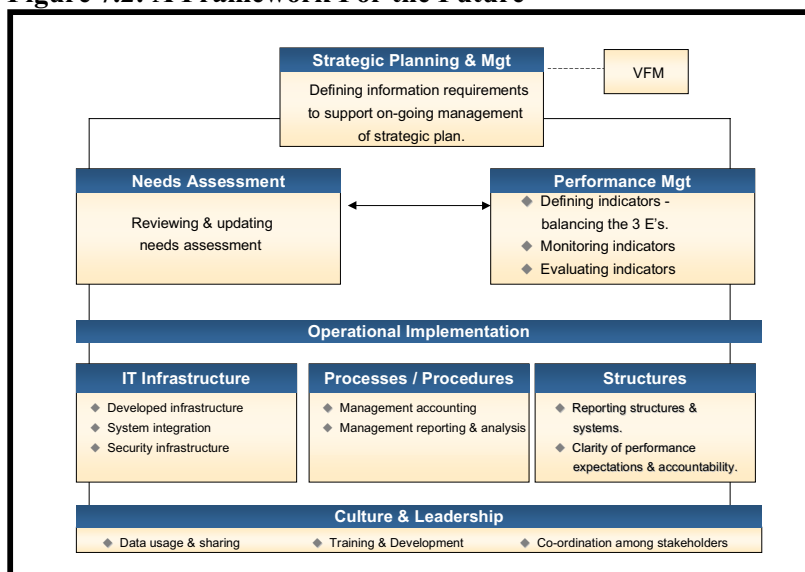 Figure 7.2: A Framework For the Future
Strategic Planning & Mgt
Defining information requirements
to support on-going management
of strategic plan.
VFM
Needs Assessment
Reviewing & updating
needs assessment
Performance Mgt
Defining indicators -
balancing the 3 E's.
Monitoring indicators
Evaluating indicators
Operational Implementation
IT Infrastructure
Developed infrastructure
System integration
Security infrastructure
Processes / Procedures
Management accounting
Management reporting & analysis
Structures
Reporting structures &
systems.
Clarity of performance
expectations & accountability.
Culture & Leadership
Data usage & sharing
Training & Development
Co-ordination among stakeholders